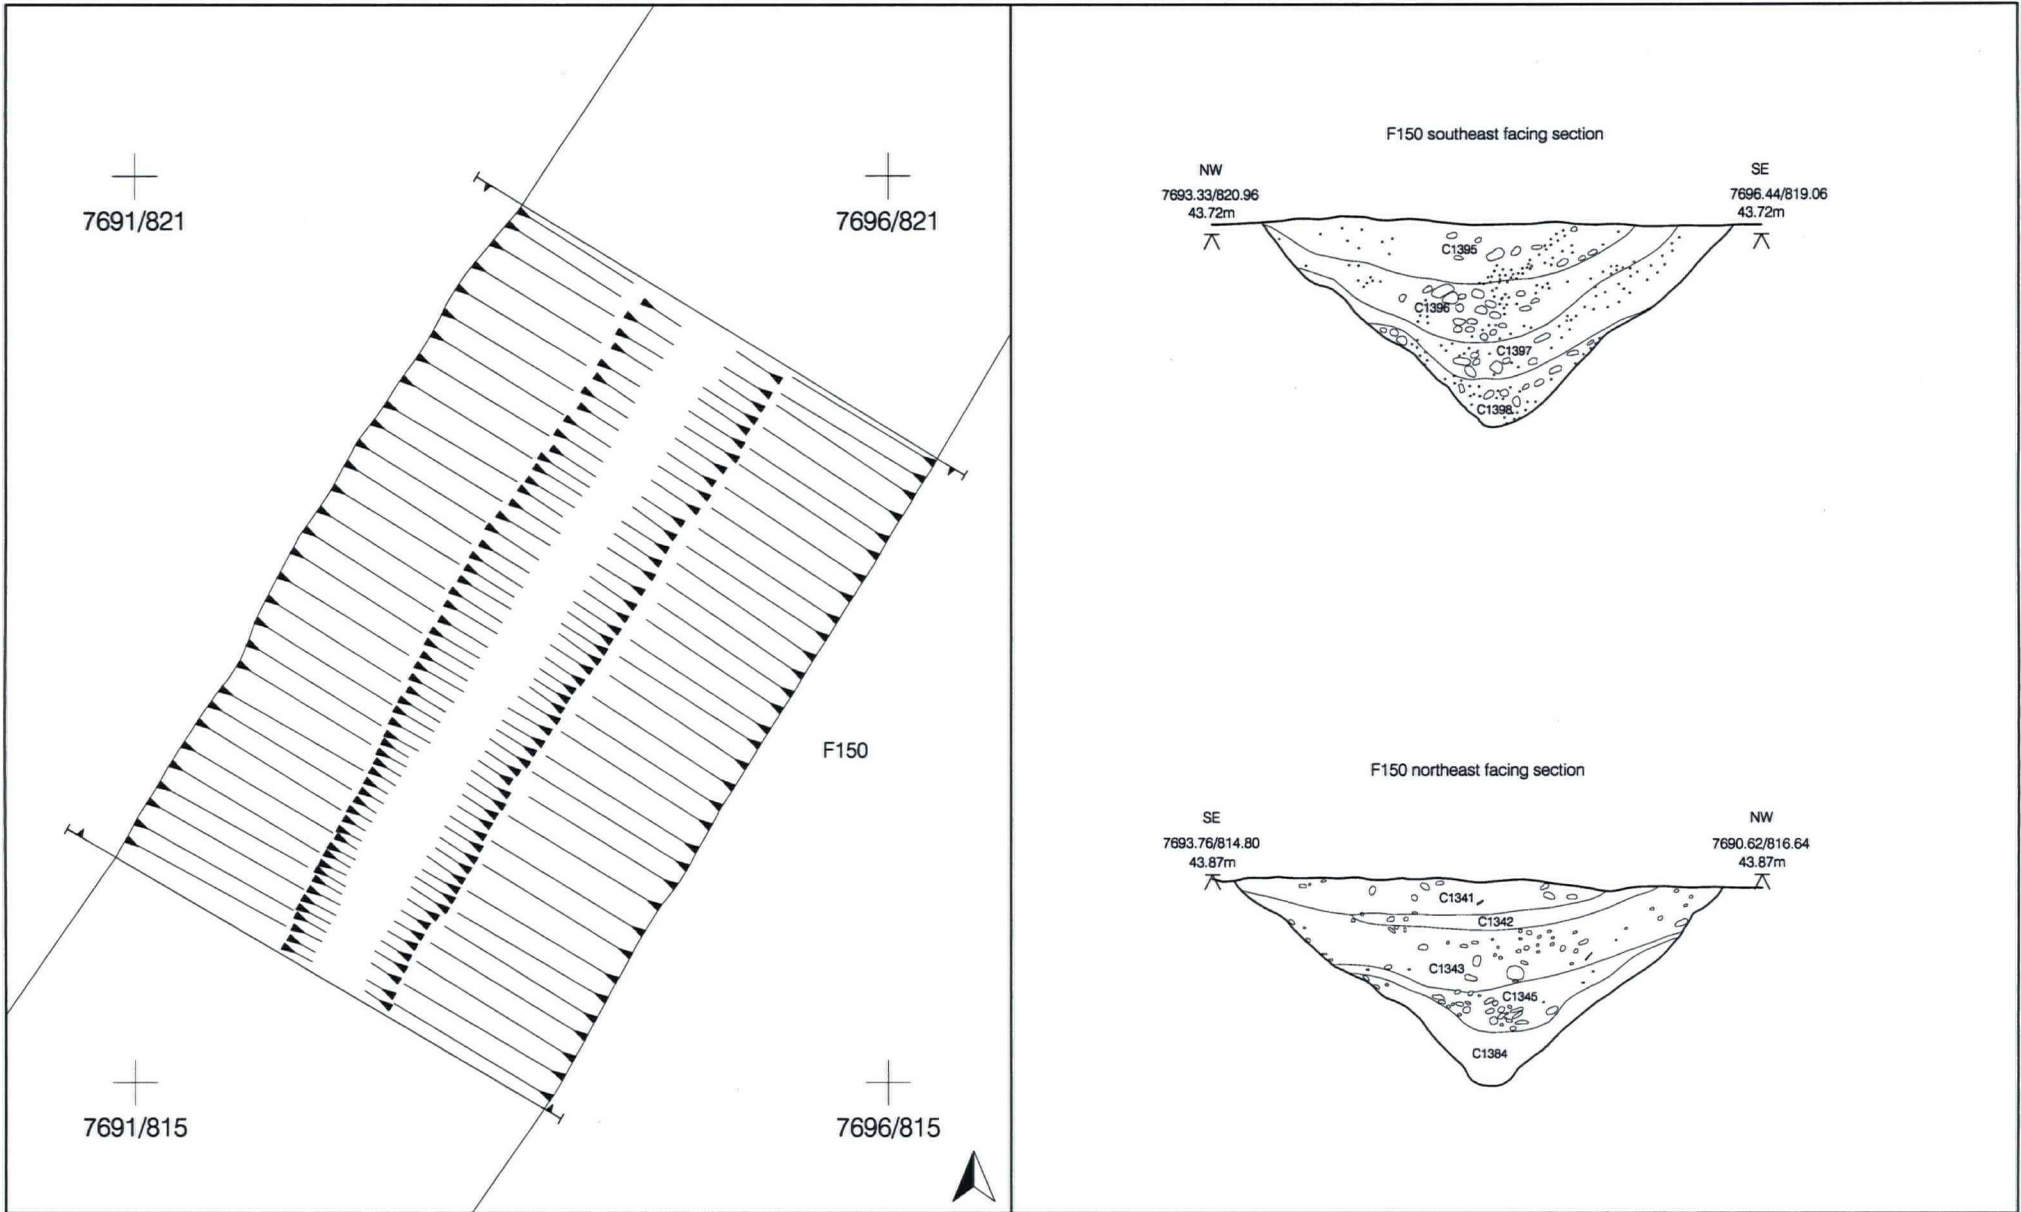 7691/821
7696/821
F150
7691/815
7696/815
F150 southeast facing section
NW
7693.33/820.96
43.72m
SE
7696.44/819.06
43.72m
C1395
C1396
C1397
C1398
F150 northeast facing section
SE
7693.76/814.80
43.87m
NW
7690.62/816.64
43.87m
C1341
C1342
C1343
C1345
C1384